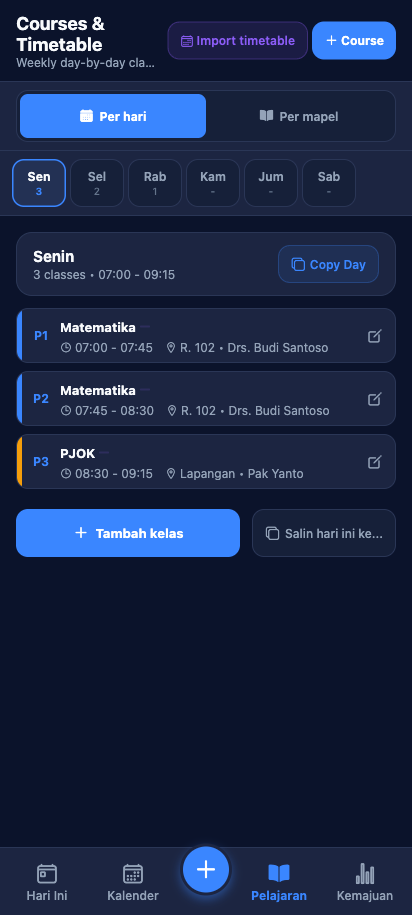 Courses &
Timetable
Weekly day-by-day cla...
Import timetable
+ Course
Per hari
Per mapel
Sen
3
Sel
2
Rab
1
Kam
-
Jum
-
Sab
-
Senin
3 classes • 07:00 - 09:15
Copy Day
P1
Matematika
07:00 - 07:45 R. 102 • Drs. Budi Santoso
P2
Matematika
07:45 - 08:30 R. 102 • Drs. Budi Santoso
P3
PJOK
08:30 - 09:15 Lapangan • Pak Yanto
+ Tambah kelas
Salin hari ini ke...
Hari Ini
Kalender
+
Pelajaran
Kemajuan